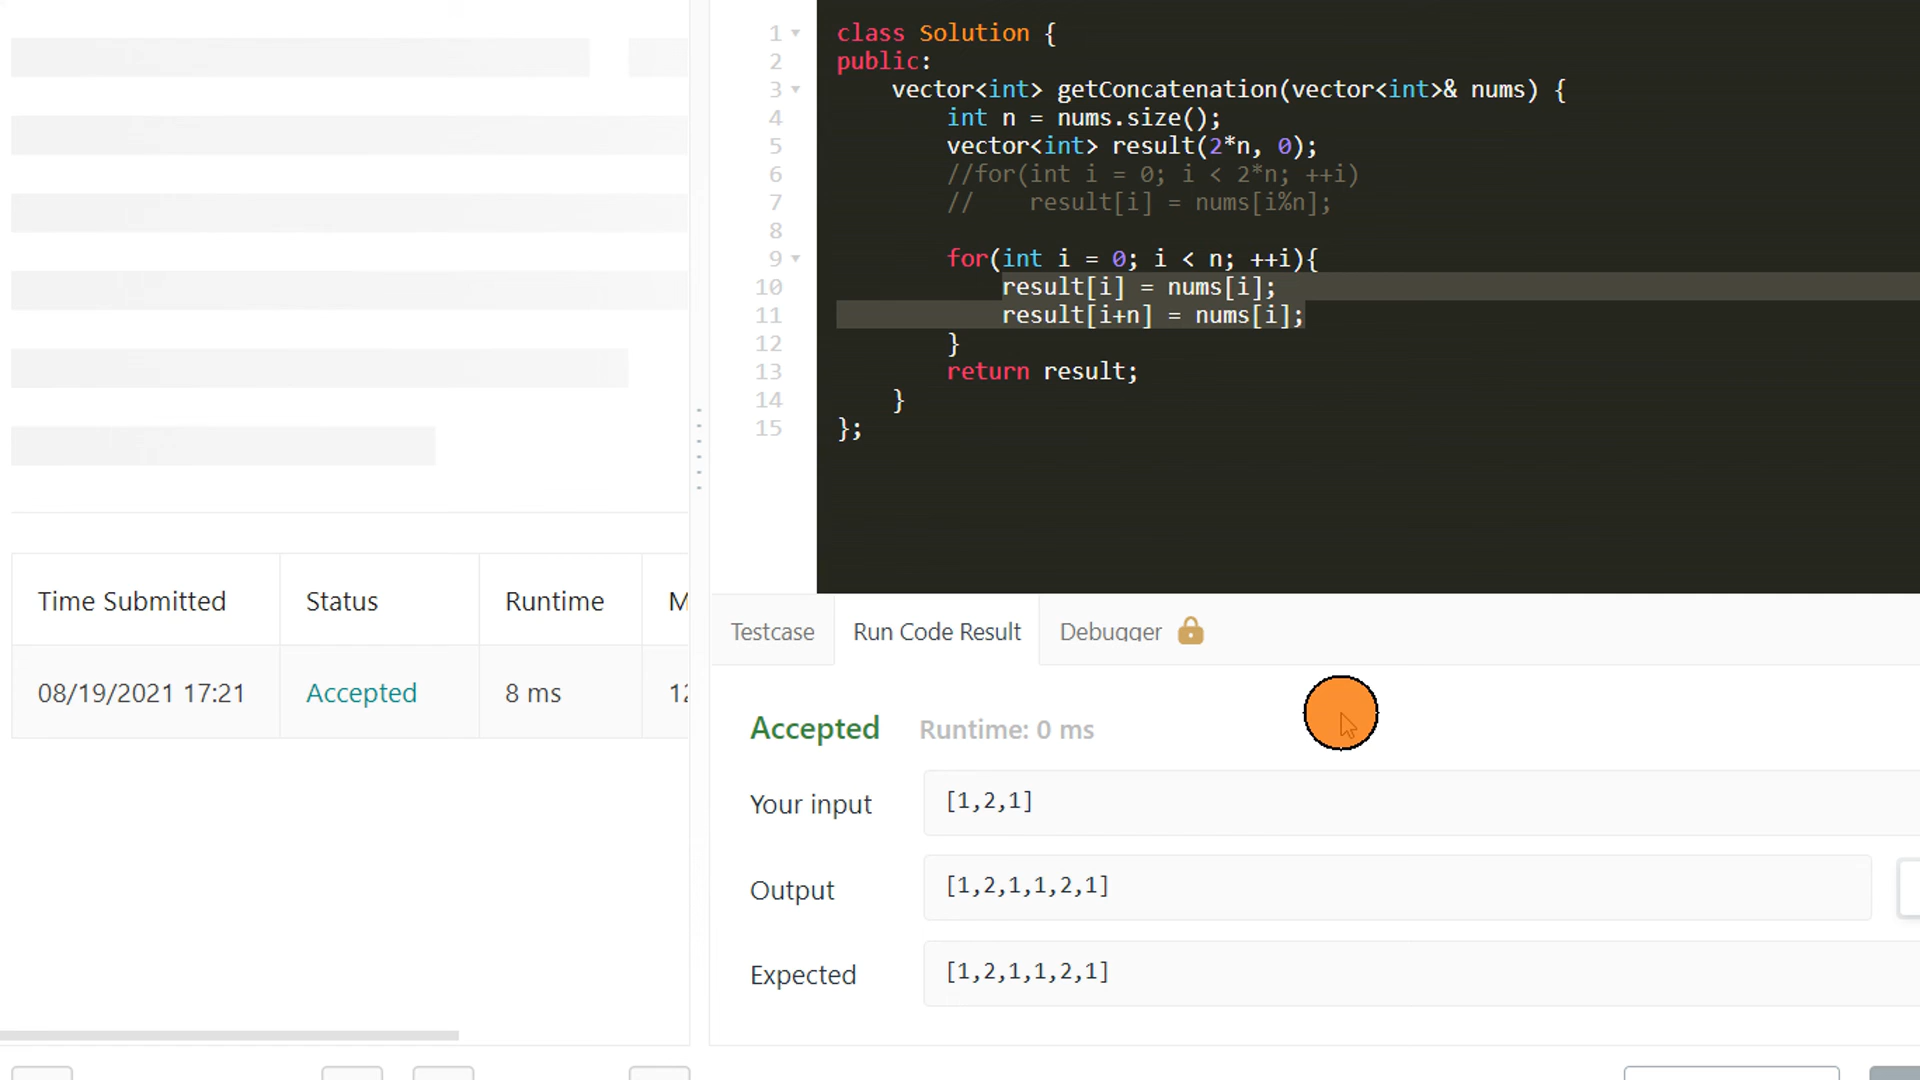 1 class Solution {
2 public:
3 vector<int> getConcatenation(vector<int>& nums) {
4 int n = nums.size();
5 vector<int> result(2*n, 0);
6 //for(int i = 0; i < 2*n; ++i)
7 // result[i] = nums[i%n];
8
9 for(int i = 0; i < n; ++i){
10 result[i] = nums[i];
11 result[i+n] = nums[i];
12 }
13 return result;
14 }
15 };
Time Submitted Status Runtime
08/19/2021 17:21 Accepted 8 ms
Testcase Run Code Result Debugger
Accepted Runtime: 0 ms
Your input [1,2,1]
Output [1,2,1,1,2,1]
Expected [1,2,1,1,2,1]